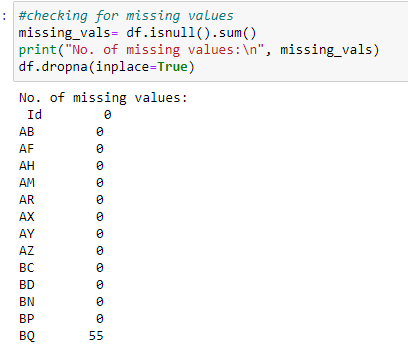 :
#checking for missing values
missing_vals= df.isnull().sum()
print("No. of missing values:\n", missing_vals)
df.dropna(inplace=True)
No. of missing values:
Id 0
AB 0
AF 0
AH 0
AM 0
AR 0
AX 0
AY 0
AZ 0
BC 0
BD 0
BN 0
BP 0
BQ 55